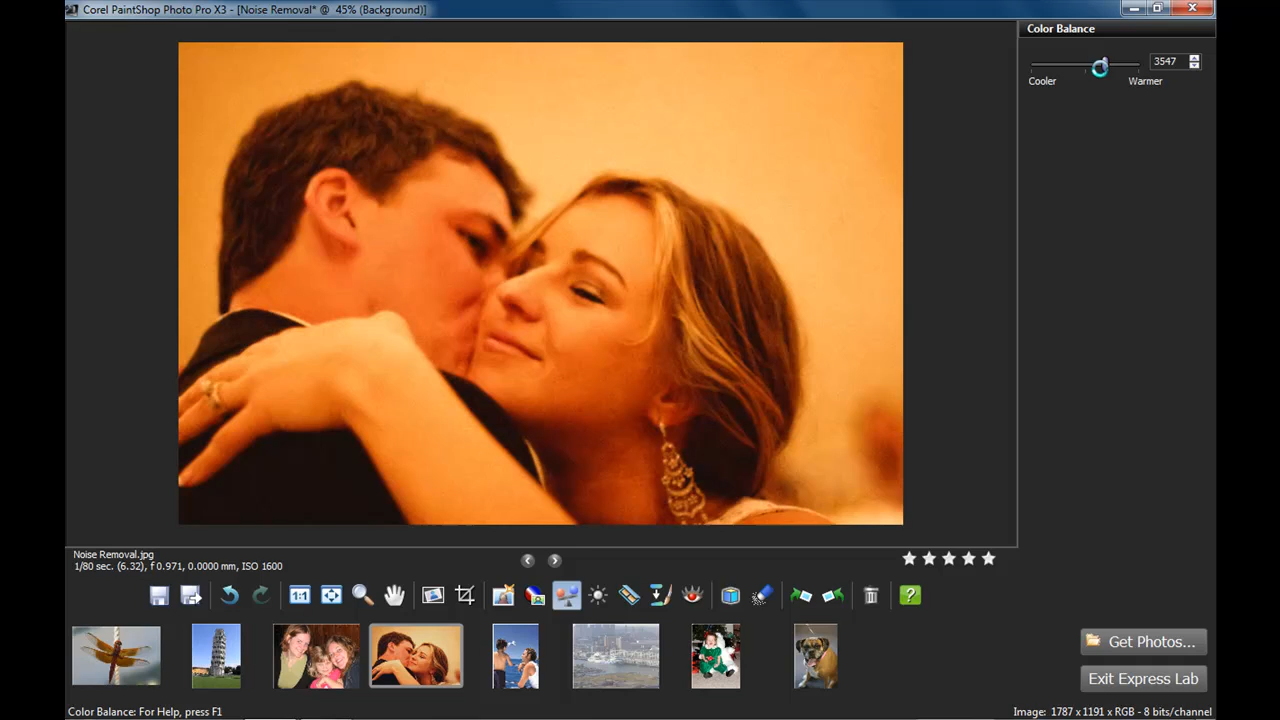 Corel PaintShop Photo Pro X3 - [Noise Removal* @ 45% (Background)]
Color Balance
3547
Cooler
Warmer
Noise Removal.jpg
1/80 sec. (6.32), f 0.971, 0.0000 mm, ISO 1600
1:1
?
Get Photos...
Exit Express Lab
Color Balance: For Help, press F1
Image: 1787 x 1191 x RGB - 8 bits/channel